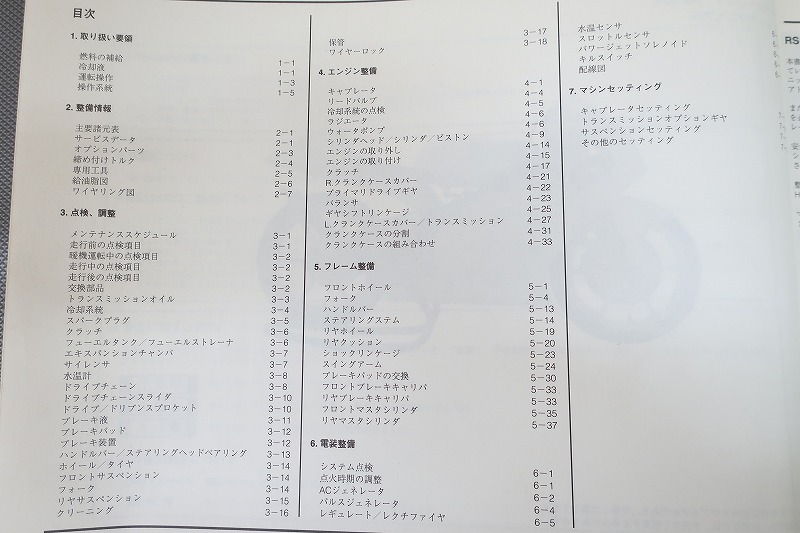 目次
1. 取り扱い要領
燃料の補給 1-1
冷却液 1-1
運転操作 1-3
操作系統 1-5
2. 整備情報
主要諸元表 2-1
サービスデータ 2-1
オプションパーツ 2-3
締め付けトルク 2-4
専用工具 2-5
給油脂図 2-6
ワイヤリング図 2-7
3. 点検、調整
メンテナンススケジュール 3-1
走行前の点検項目 3-1
暖機運転中の点検項目 3-2
走行中の点検項目 3-2
走行後の点検項目 3-2
交換部品 3-2
トランスミッションオイル 3-3
冷却系統 3-4
スパークプラグ 3-5
クラッチ 3-6
フューエルタンク／フューエルストレーナ 3-6
エキスパンションチャンバ 3-7
サイレンサ 3-7
水温計 3-8
ドライブチェーン 3-8
ドライブチェーンスライダ 3-10
ドライブ／ドリブンスプロケット 3-10
ブレーキ液 3-11
ブレーキパッド 3-12
ブレーキ装置 3-12
ハンドルバー／ステアリングヘッドベアリング 3-13
ホイール／タイヤ 3-14
フロントサスペンション 3-14
フォーク 3-14
リヤサスペンション 3-15
クリーニング 3-16
保管 3-17
ワイヤーロック 3-18
4. エンジン整備
キャブレータ 4-1
リードバルブ 4-4
冷却系統の点検 4-5
ラジエータ 4-6
ウォータポンプ 4-6
シリンダヘッド／シリンダ／ピストン 4-9
エンジンの取り外し 4-14
エンジンの取り付け 4-15
クラッチ 4-17
R.クランクケースカバー 4-21
プライマリドライブギヤ 4-22
バランサ 4-23
ギヤシフトリンケージ 4-25
L.クランクケースカバー／トランスミッション 4-27
クランクケースの分割 4-31
クランクケースの組み合わせ 4-33
5. フレーム整備
フロントホイール 5-1
フォーク 5-4
ハンドルバー 5-13
ステアリングステム 5-14
リヤホイール 5-19
リヤクッション 5-20
ショックリンケージ 5-23
スイングアーム 5-24
ブレーキパッドの交換 5-30
フロントブレーキキャリパ 5-33
リヤブレーキキャリパ 5-33
フロントマスタシリンダ 5-35
リヤマスタシリンダ 5-37
6. 電装整備
システム点検 6-1
点火時期の調整 6-1
ACジェネレータ 6-2
パルスジェネレータ 6-4
レギュレート／レクチファイヤ 6-5
水温センサ
スロットルセンサ
パワージェットソレノイド
キルスイッチ
配線図
7. マシンセッティング
キャブレータセッティング
トランスミッションオプションギヤ
サスペンションセッティング
その他のセッティング
RS